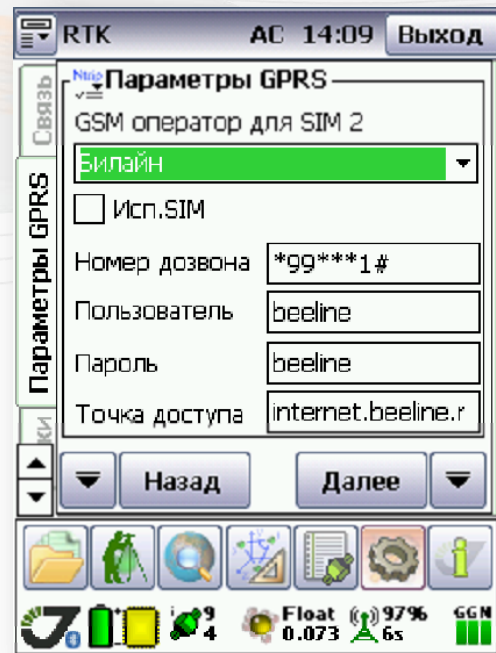 RTK AC 14:09 Выход
Связь
Параметры GPRS
Ntrip Параметры GPRS
GSM оператор для SIM 2
Билайн
Исп.SIM
Номер дозвона *99***1#
Пользователь beeline
Пароль beeline
Точка доступа internet.beeline.r
Назад Далее
9 Float 97% GGN
4 0.073 6s